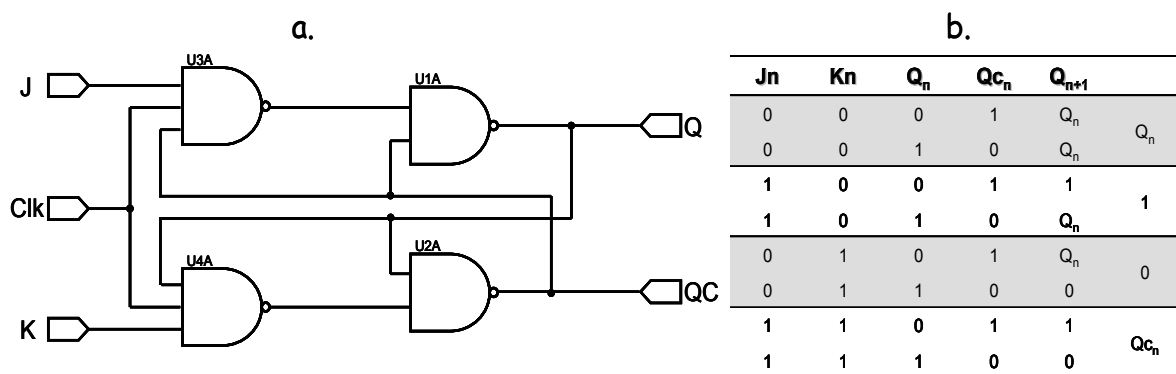 a.
U3A
J
U1A
Q
Clk
U4A
U2A
QC
K
b.
Jn Kn Qn Qcn Qn+1
0 0 0 1 Qn
Qn
0 0 1 0 Qn
1 0 0 1 1
1
1 0 1 0 Qn
0 1 0 1 Qn
0
0 1 1 0 0
1 1 0 1 1
Qcn
1 1 1 0 0